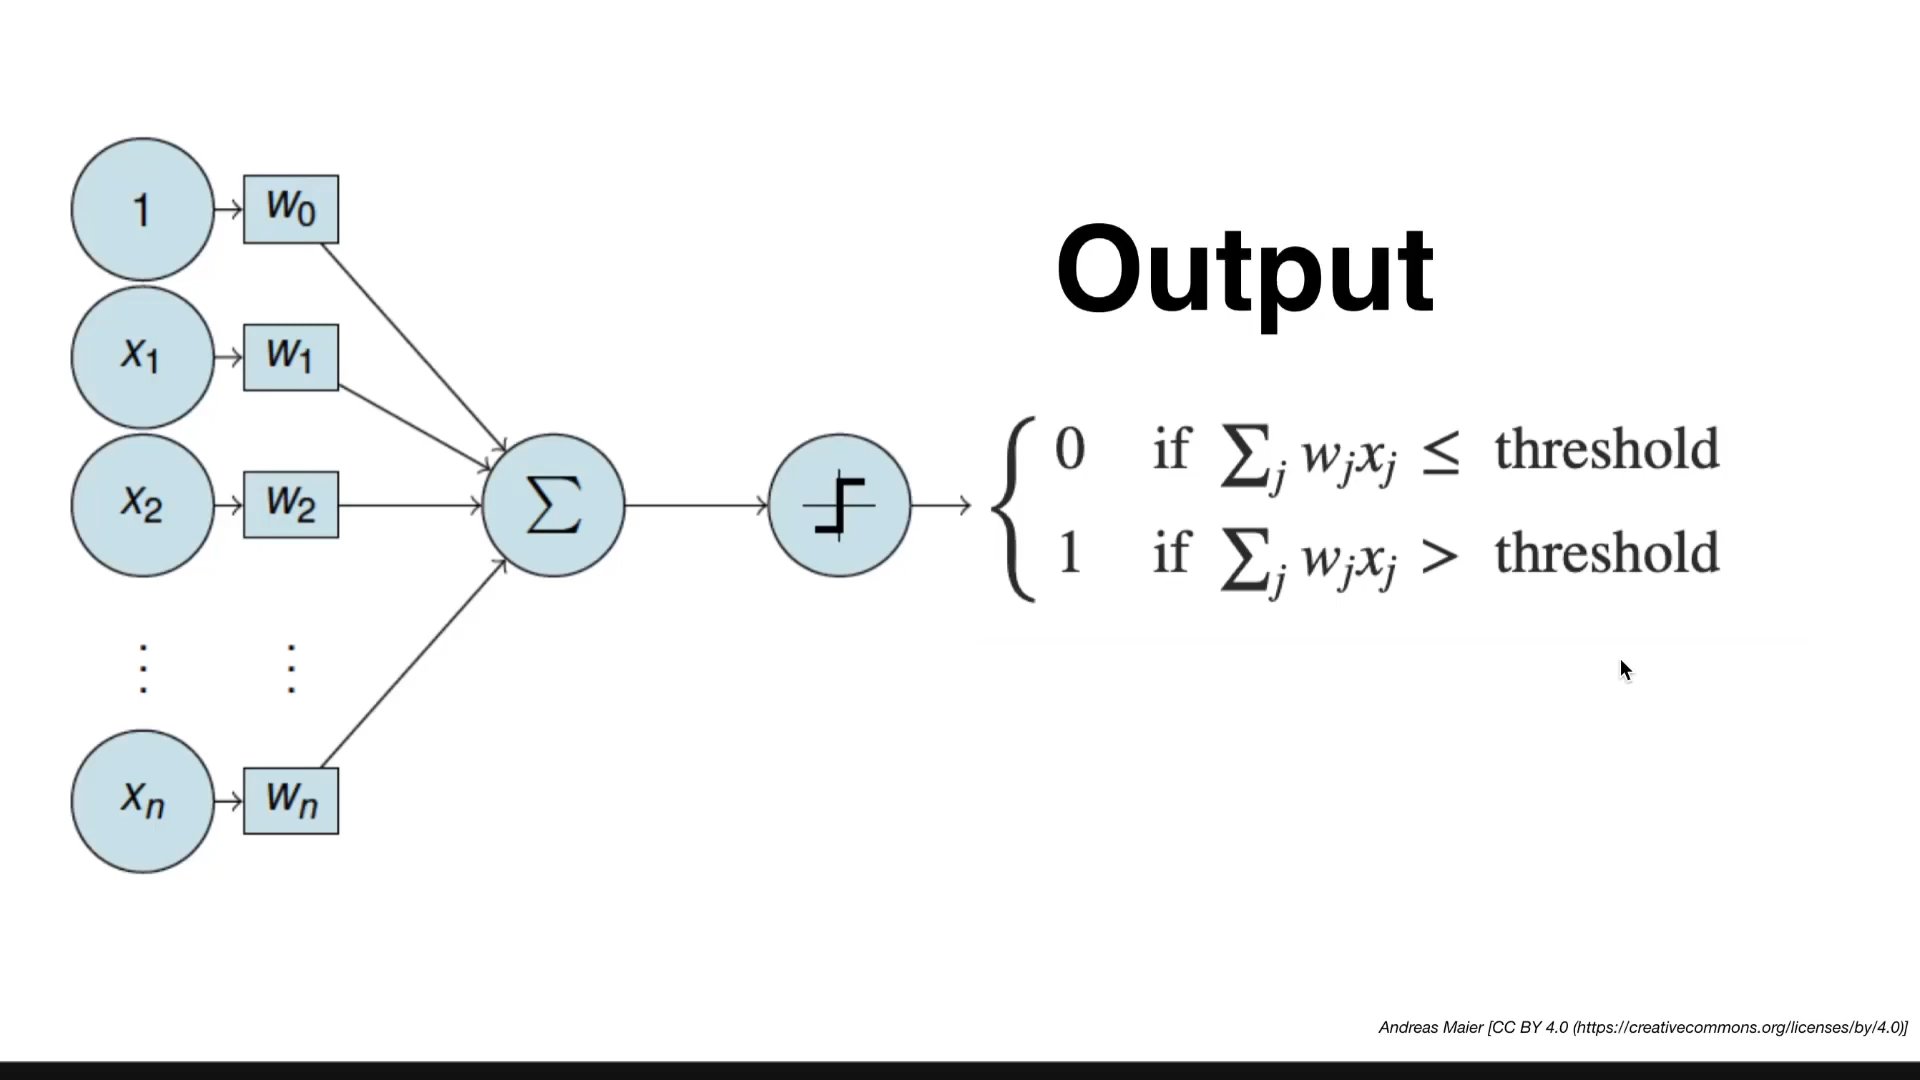 1 w₀
x₁ w₁
x₂ w₂
⋮ ⋮
xₙ wₙ
∑
Output
0 if ∑ⱼ wⱼxⱼ ≤ threshold
1 if ∑ⱼ wⱼxⱼ > threshold
Andreas Maier [CC BY 4.0 (https://creativecommons.org/licenses/by/4.0)]